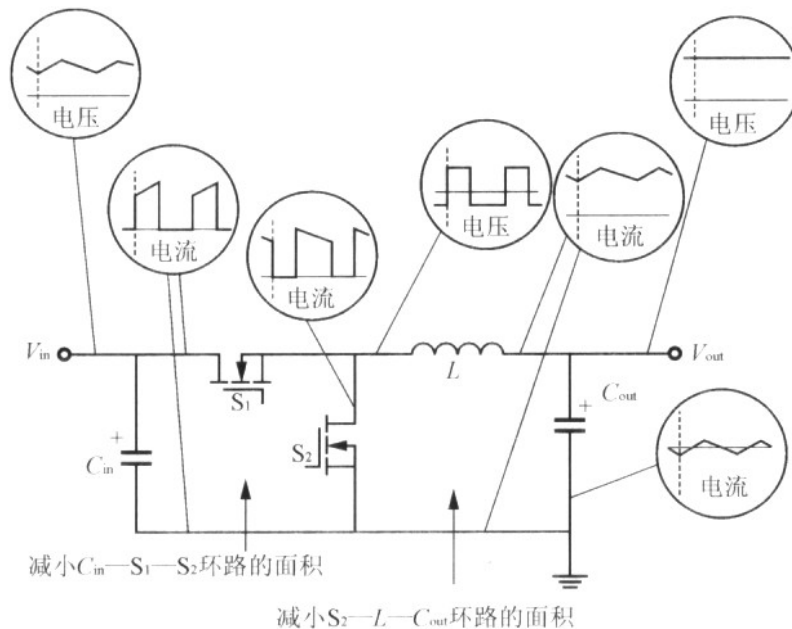 电压
电压
电流
电压
电流
电流
Vin
S1
L
Vout
Cout
S2
Cin
电流
减小Cin—S1—S2环路的面积
减小S2—L—Cout环路的面积